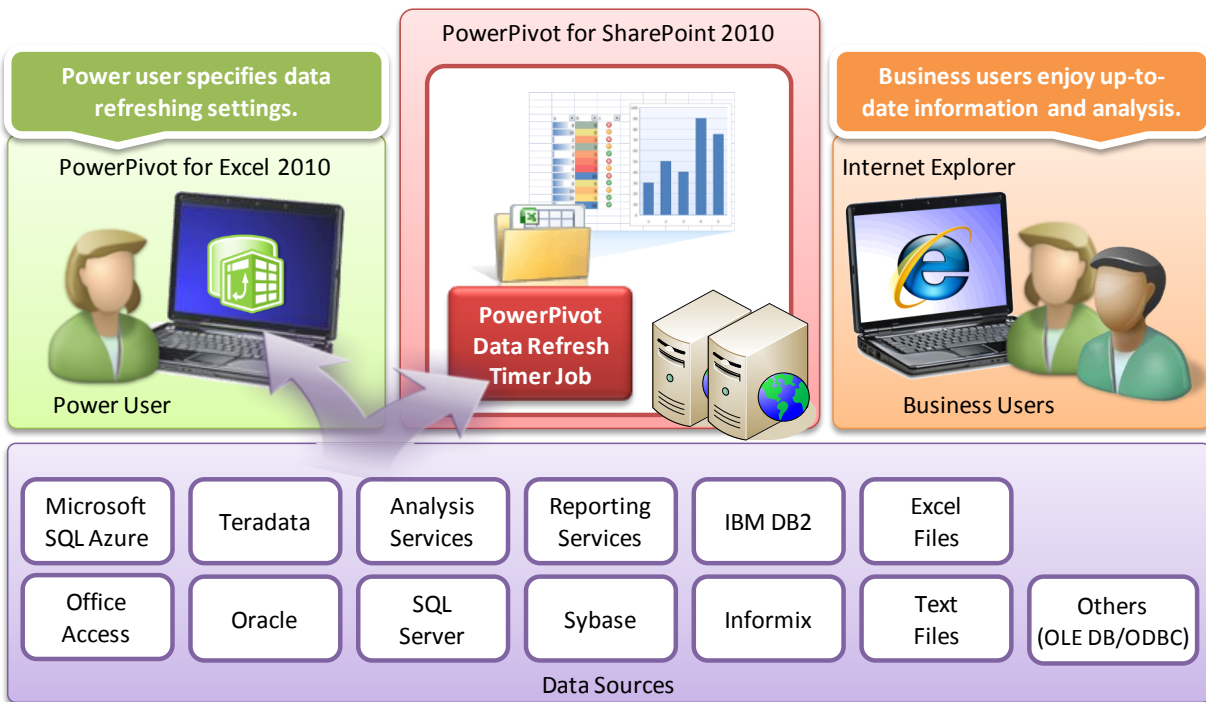 PowerPivot for SharePoint 2010
Power user specifies data
refreshing settings.
Business users enjoy up-to-
date information and analysis.
PowerPivot for Excel 2010
Internet Explorer
PowerPivot
Data Refresh
Timer Job
Power User
Business Users
Microsoft
SQL Azure
Teradata
Analysis
Services
Reporting
Services
IBM DB2
Excel
Files
Office
Access
Oracle
SQL
Server
Sybase
Informix
Text
Files
Others
(OLE DB/ODBC)
Data Sources